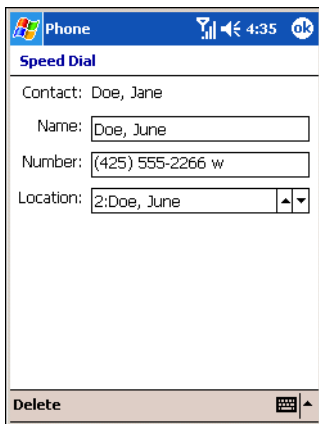 Phone 4:35 ok
Speed Dial
Contact: Doe, Jane
Name: Doe, June
Number: (425) 555-2266 w
Location: 2:Doe, June
Delete